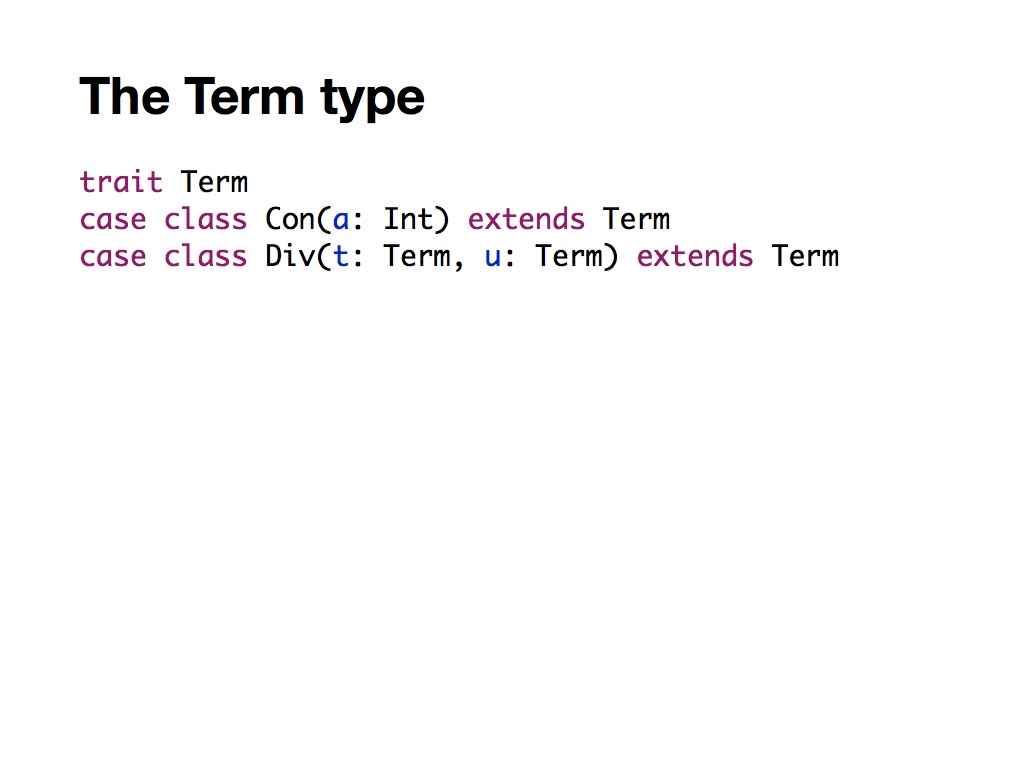 The Term type
trait Term
case class Con(a: Int) extends Term
case class Div(t: Term, u: Term) extends Term